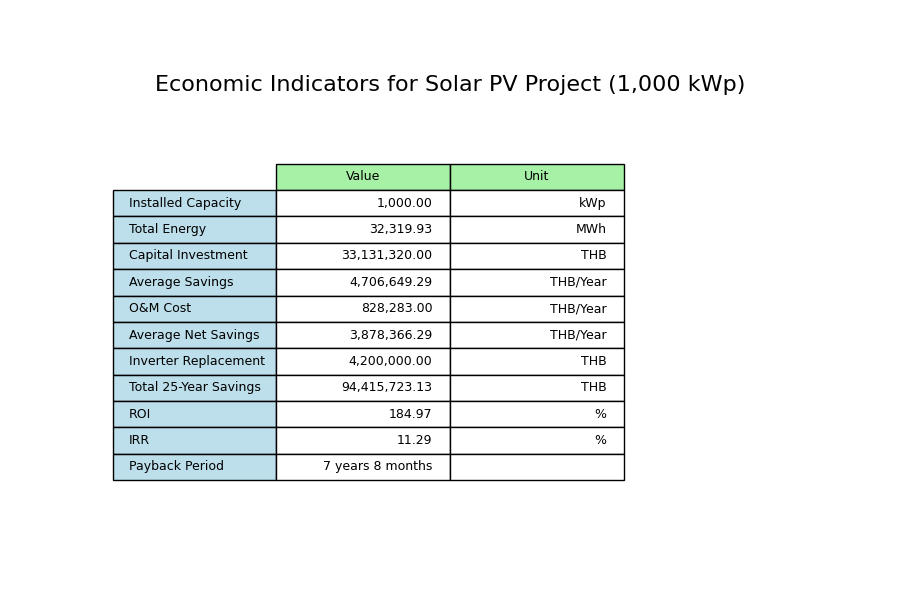 Economic Indicators for Solar PV Project (1,000 kWp)
Value Unit
Installed Capacity 1,000.00 kWp
Total Energy 32,319.93 MWh
Capital Investment 33,131,320.00 THB
Average Savings 4,706,649.29 THB/Year
O&M Cost 828,283.00 THB/Year
Average Net Savings 3,878,366.29 THB/Year
Inverter Replacement 4,200,000.00 THB
Total 25-Year Savings 94,415,723.13 THB
ROI 184.97 %
IRR 11.29 %
Payback Period 7 years 8 months